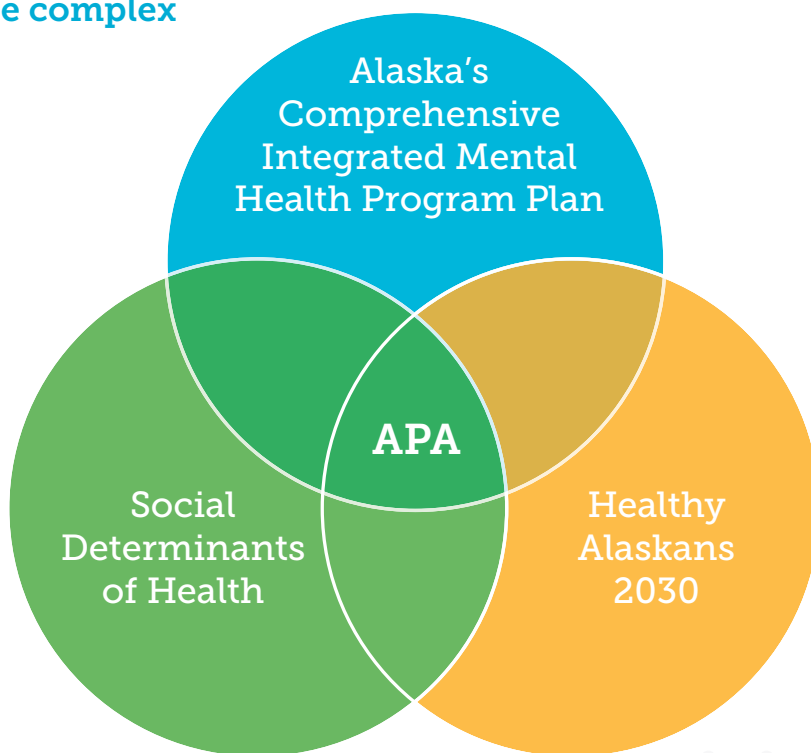 e complex
Alaska‘s
Comprehensive
Integrated Mental
Health Program Plan
APA
Social
Determinants
of Health
Healthy
Alaskans
2030